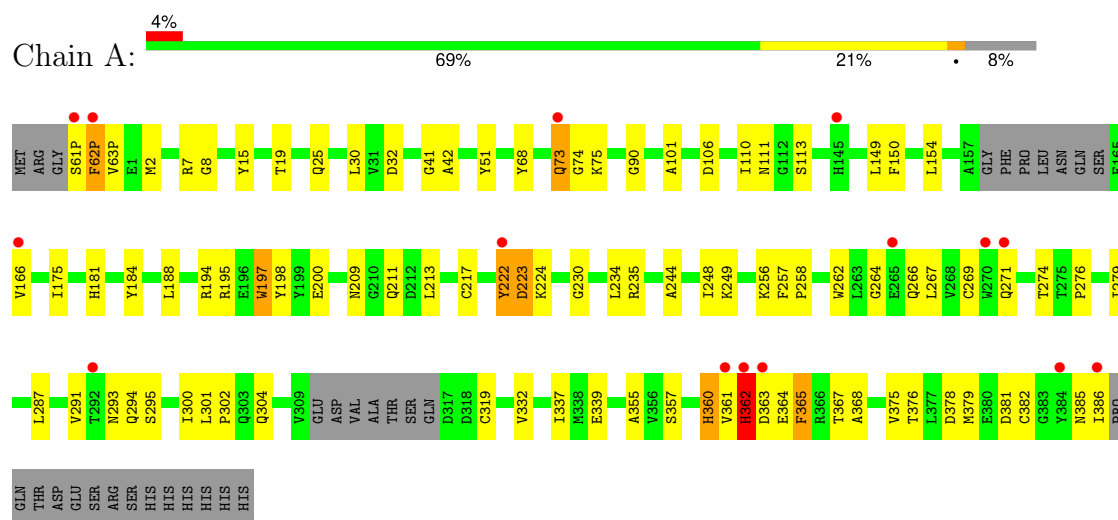 4%
Chain A:
69% 21% • 8%
MET ARG GLY S61P F62P V63P E1 M2 R7 G8 Y15 T19 Q25 L30 V31 D32 G41 A42 Y51 Y68 Q73 G74 K75 G90 A101 D106 I110 N111 G112 S113 H145 L149 F150 L154 A157 GLY PHE PRO LEU ASN GLN SER F165
V166 I175 H181 Y184 L188 R194 R195 E196 W197 Y198 Y199 E200 N209 G210 Q211 D212 L213 C217 Y222 D223 K224 G230 L234 R235 A244 I248 K249 K256 F257 P258 W262 L263 G264 E265 Q266 L267 V268 C269 W270 Q271 T274 T275 P276 I279
L287 V291 T292 N293 Q294 S295 I300 L301 P302 Q303 Q304 V309 GLU ASP VAL ALA THR SER GLN D317 D318 C319 V332 I337 M338 E339 A355 V356 S357 H360 V361 H362 D363 E364 F365 R366 T367 A368 V375 T376 L377 D378 M379 E380 D381 C382 G383 Y384 N385 I386 PRO
GLN THR ASP GLU SER ARG SER HIS HIS HIS HIS HIS HIS